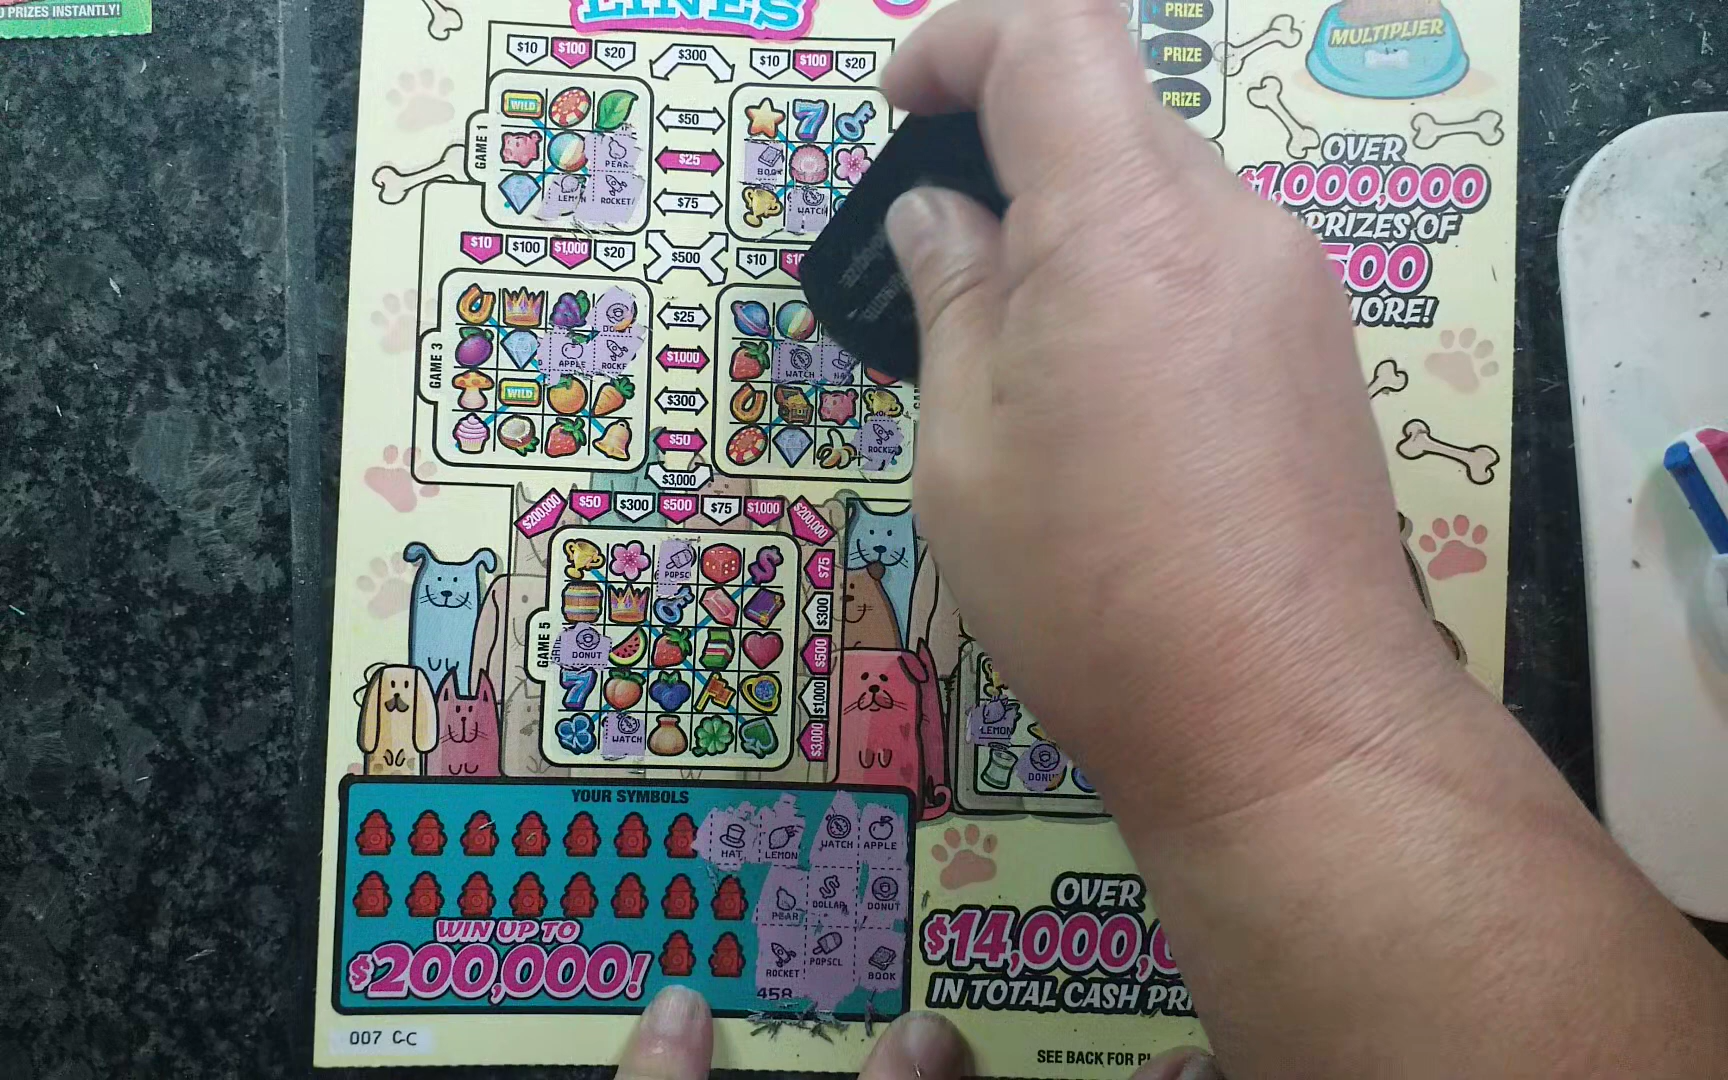 PRIZES INSTANTLY!
LINES
$10 $100 $20 $300 $10 $100 $20
PRIZE
PRIZE
PRIZE
MULTIPLIER
GAME 1
WILD
$50
PEAR
LEMON
ROCKET
$25
BOOK
WATCH
$75
OVER
$1,000,000
PRIZES OF
MORE!
$10 $100 $1,000 $20 $500 $10
GAME 3
DONUT
APPLE
WILD
$25
$1,000
WATCH
$300
$50
$3,000
$200,000 $50 $300 $500 $75 $1,000 $200,000
GAME 5
POPSCL
DONUT
WATCH
$75
$300
$500
$1,000
$3,000
LEMON
YOUR SYMBOLS
HAT LEMON WATCH APPLE
PEAR DOLLAR DONUT
ROCKET POPSCL BOOK
458
WIN UP TO
$200,000!
OVER
IN TOTAL CASH
007
SEE BACK FOR